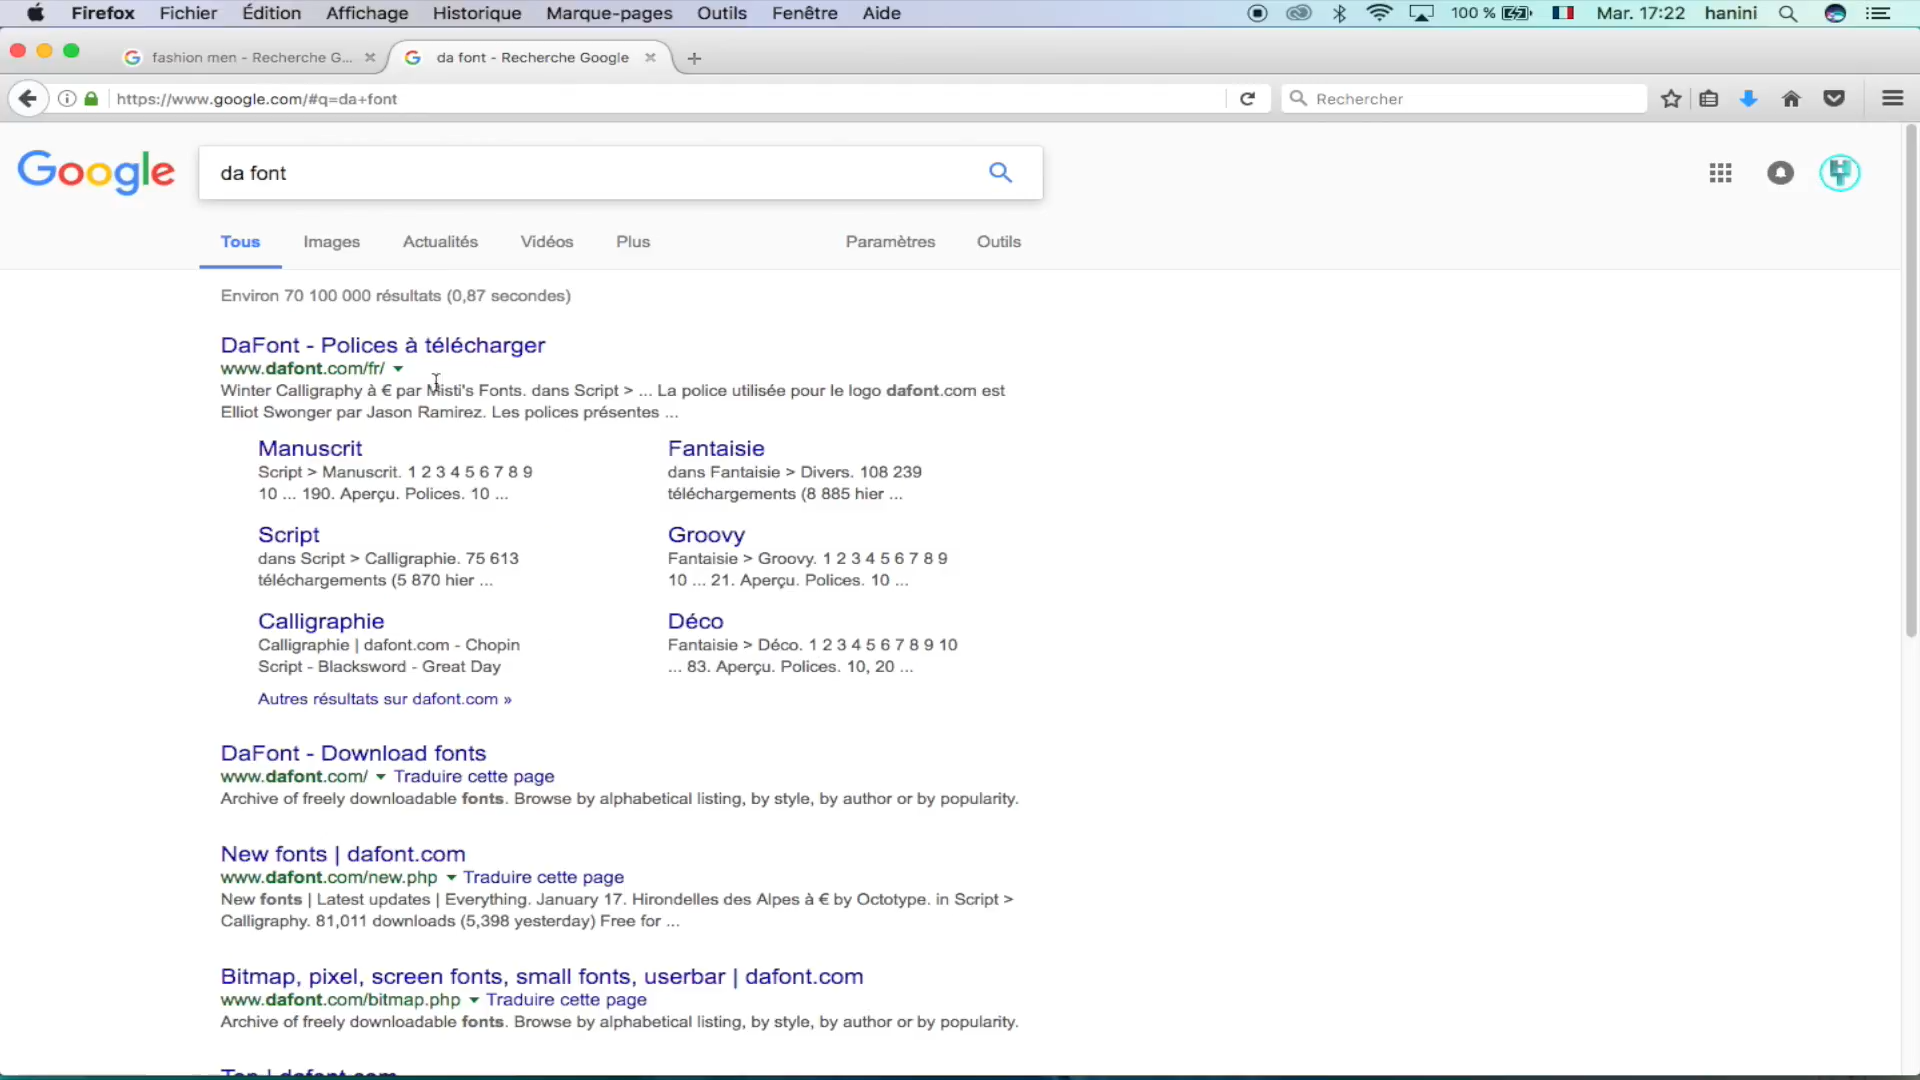 Firefox Fichier Édition Affichage Historique Marque-pages Outils Fenêtre Aide 100 % Mar. 17:22 hanini
fashion men - Recherche G... da font - Recherche Google
https://www.google.com/#q=da+font Rechercher
Google da font
Tous Images Actualités Vidéos Plus Paramètres Outils
Environ 70 100 000 résultats (0,87 secondes)
DaFont - Polices à télécharger
www.dafont.com/fr/
Winter Calligraphy à € par Misti's Fonts. dans Script > ... La police utilisée pour le logo dafont.com est
Elliot Swonger par Jason Ramirez. Les polices présentes ...
Manuscrit
Script > Manuscrit. 1 2 3 4 5 6 7 8 9
10 ... 190. Aperçu. Polices. 10 ...
Fantaisie
dans Fantaisie > Divers. 108 239
téléchargements (8 885 hier ...
Script
dans Script > Calligraphie. 75 613
téléchargements (5 870 hier ...
Groovy
Fantaisie > Groovy. 1 2 3 4 5 6 7 8 9
10 ... 21. Aperçu. Polices. 10 ...
Calligraphie
Calligraphie | dafont.com - Chopin
Script - Blacksword - Great Day
Déco
Fantaisie > Déco. 1 2 3 4 5 6 7 8 9 10
... 83. Aperçu. Polices. 10, 20 ...
Autres résultats sur dafont.com »
DaFont - Download fonts
www.dafont.com/ Traduire cette page
Archive of freely downloadable fonts. Browse by alphabetical listing, by style, by author or by popularity.
New fonts | dafont.com
www.dafont.com/new.php Traduire cette page
New fonts | Latest updates | Everything. January 17. Hirondelles des Alpes à € by Octotype. in Script >
Calligraphy. 81,011 downloads (5,398 yesterday) Free for ...
Bitmap, pixel, screen fonts, small fonts, userbar | dafont.com
www.dafont.com/bitmap.php Traduire cette page
Archive of freely downloadable fonts. Browse by alphabetical listing, by style, by author or by popularity.
Top | dafont.com